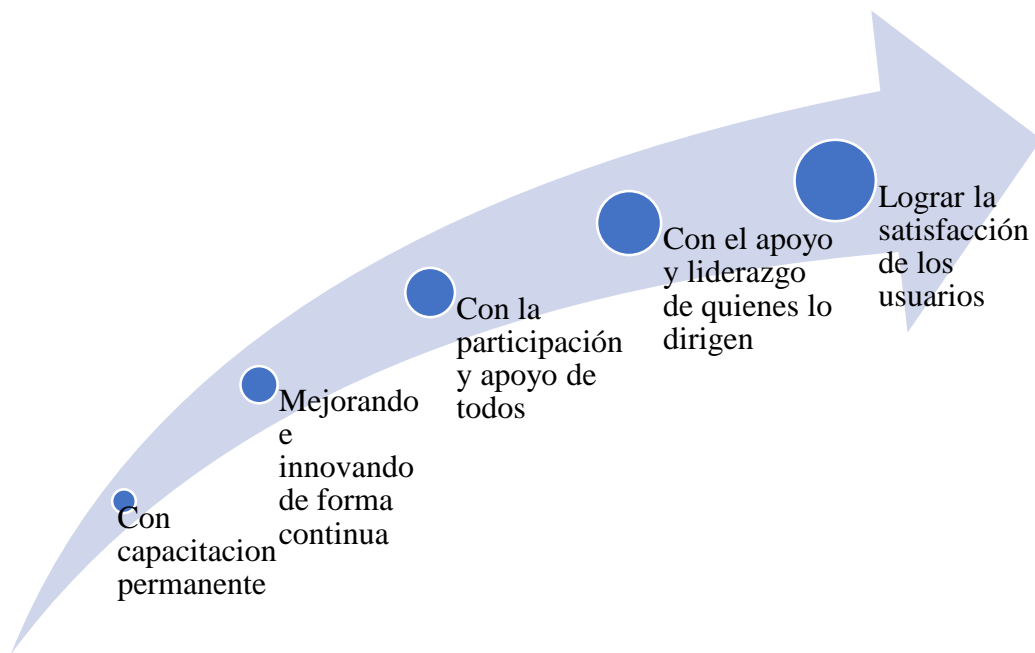 Con
capacitacion
permanente
Mejorando
e
innovando
de forma
continua
Con la
participación
y apoyo de
todos
Con el apoyo
y liderazgo
de quienes lo
dirigen
Lograr la
satisfacción
de los
usuarios